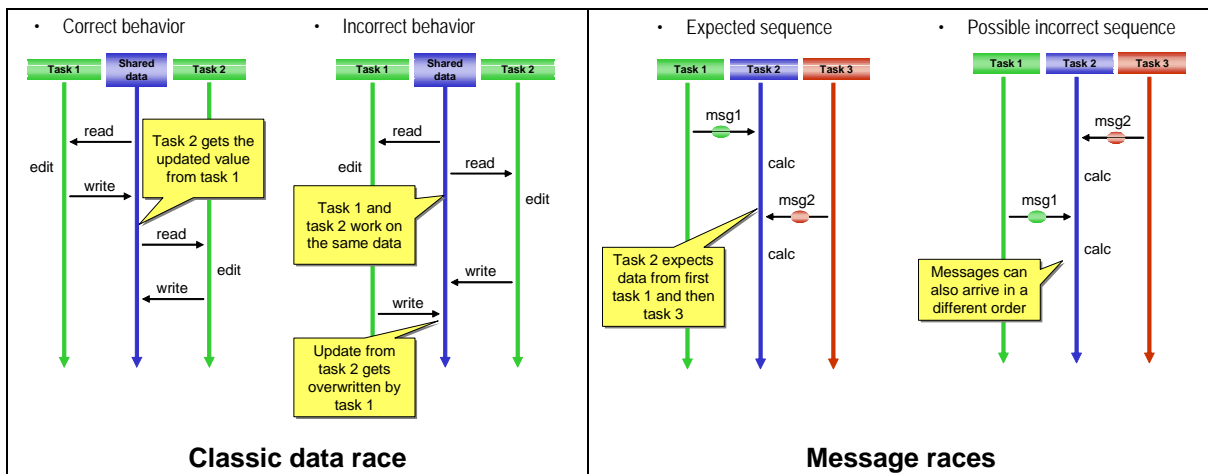 • Correct behavior
Task 1
Shared
data
Task 2
read
edit
write
Task 2 gets the
updated value
from task 1
read
edit
write
• Incorrect behavior
Task 1
Shared
data
Task 2
read
edit
read
edit
Task 1 and
task 2 work on
the same data
write
write
Update from
task 2 gets
overwritten by
task 1
Classic data race
• Expected sequence
Task 1
Task 2
Task 3
msg1
calc
msg2
calc
Task 2 expects
data from first
task 1 and then
task 3
• Possible incorrect sequence
Task 1
Task 2
Task 3
msg2
calc
msg1
calc
Messages can
also arrive in a
different order
Message races